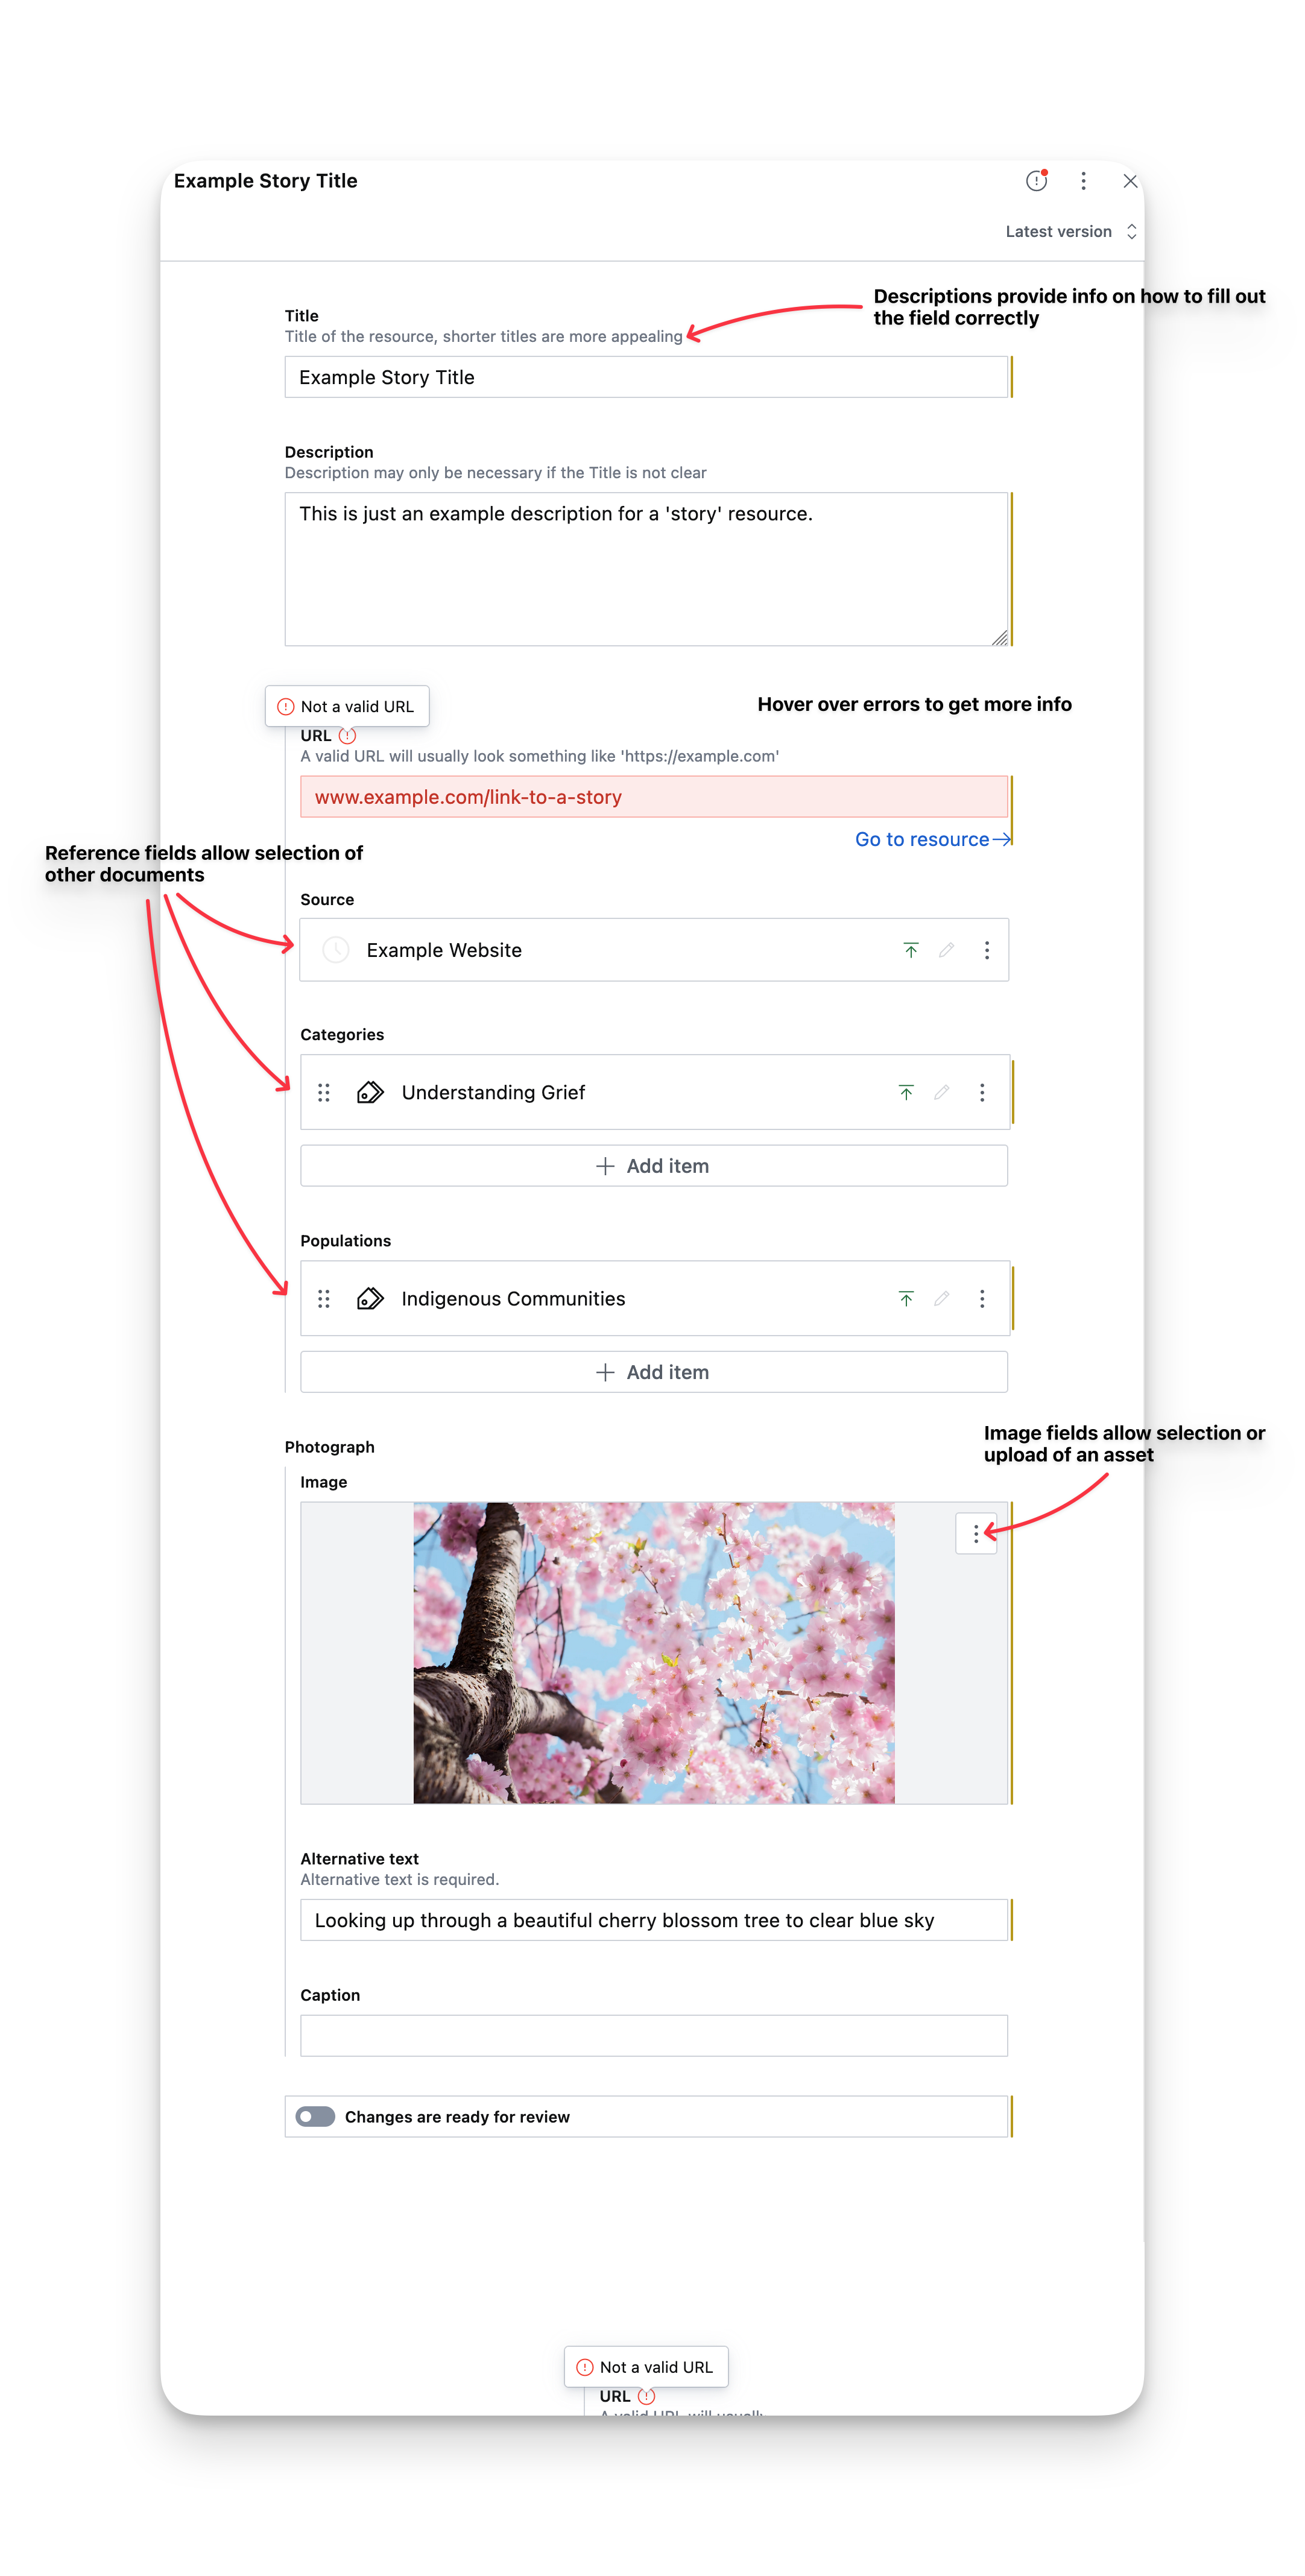 Example Story Title
Latest version
Descriptions provide info on how to fill out
the field correctly
Title
Title of the resource, shorter titles are more appealing
Example Story Title
Description
Description may only be necessary if the Title is not clear
This is just an example description for a 'story' resource.
Not a valid URL
Hover over errors to get more info
URL
A valid URL will usually look something like 'https://example.com'
www.example.com/link-to-a-story
Go to resource
Reference fields allow selection of
other documents
Source
Example Website
Categories
Understanding Grief
Add item
Populations
Indigenous Communities
Add item
Image fields allow selection or
upload of an asset
Photograph
Image
Alternative text
Alternative text is required.
Looking up through a beautiful cherry blossom tree to clear blue sky
Caption
Changes are ready for review
Not a valid URL
URL
A valid URL will usually